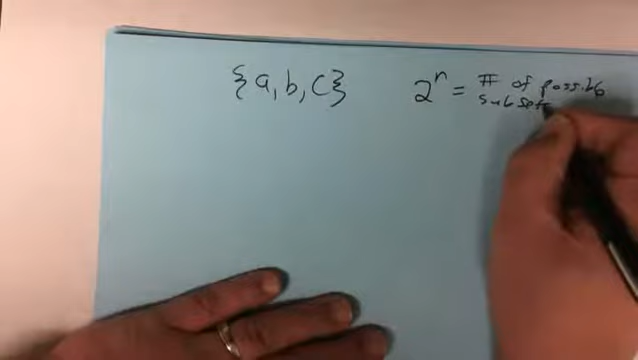 {a, b, c} 2ⁿ = # of possible
subsets